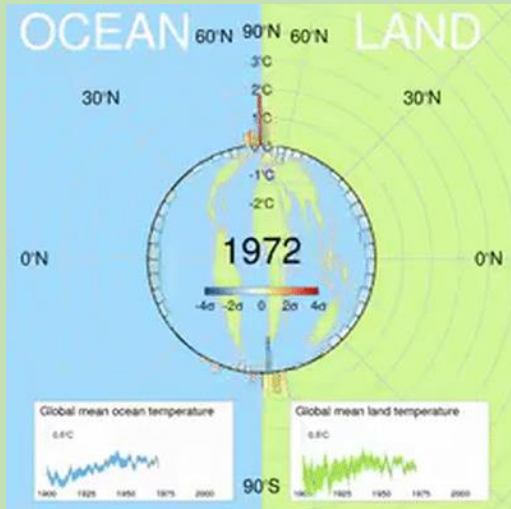 OCEAN
60°N 90°N 60°N
LAND
3°C
30°N
2°C
30°N
1°C
-1°C
-2°C
0°N
1972
0°N
-4σ -2σ 0 2σ 4σ
Global mean ocean temperature
0.5°C
1900 1925 1950 1975 2000
Global mean land temperature
0.5°C
1900 1925 1950 1975 2000
90°S